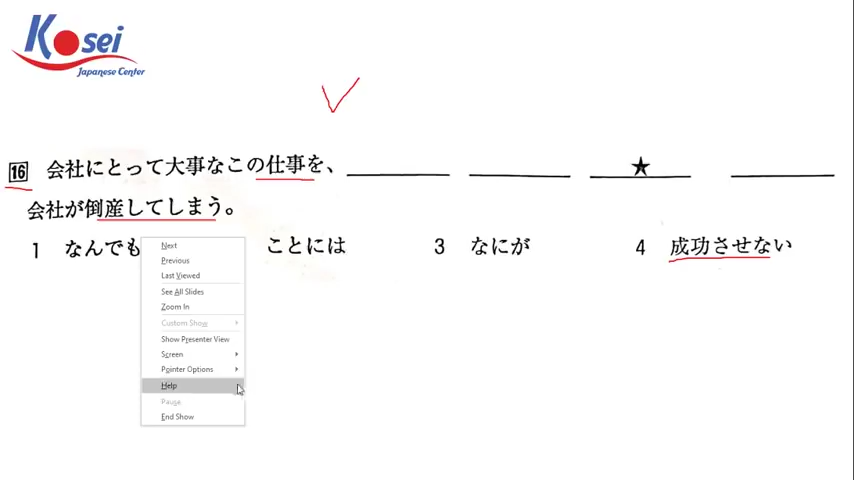 Kosei
Japanese Center
★
16 会社にとって大事なこの仕事を、
会社が倒産してしまう。
1 なんでも ことには 3 なにが 4 成功させない
Next
Previous
Last Viewed
See All Slides
Zoom In
Custom Show
Show Presenter View
Screen
Pointer Options
Help
Pause
End Show